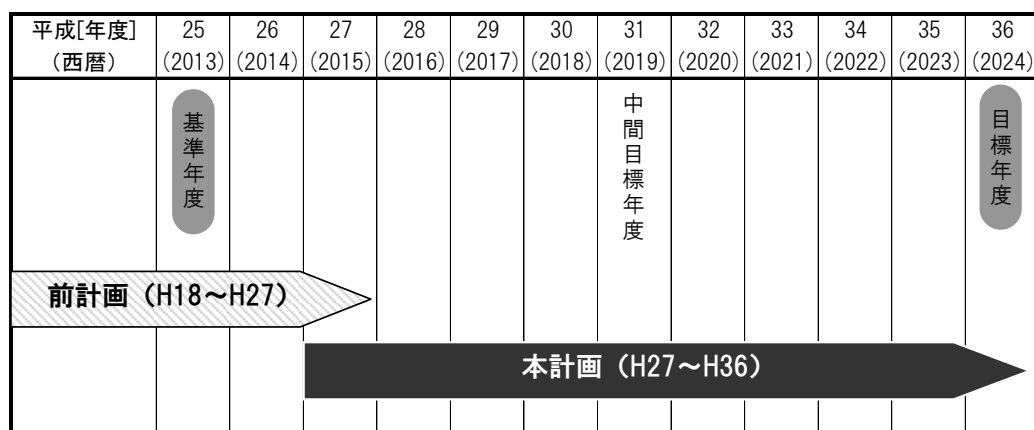 平成[年度] 25 26 27 28 29 30 31 32 33 34 35 36
(西暦) (2013) (2014) (2015) (2016) (2017) (2018) (2019) (2020) (2021) (2022) (2023) (2024)
基準年度
中間目標年度
目標年度
前計画（H18～H27）
本計画（H27～H36）